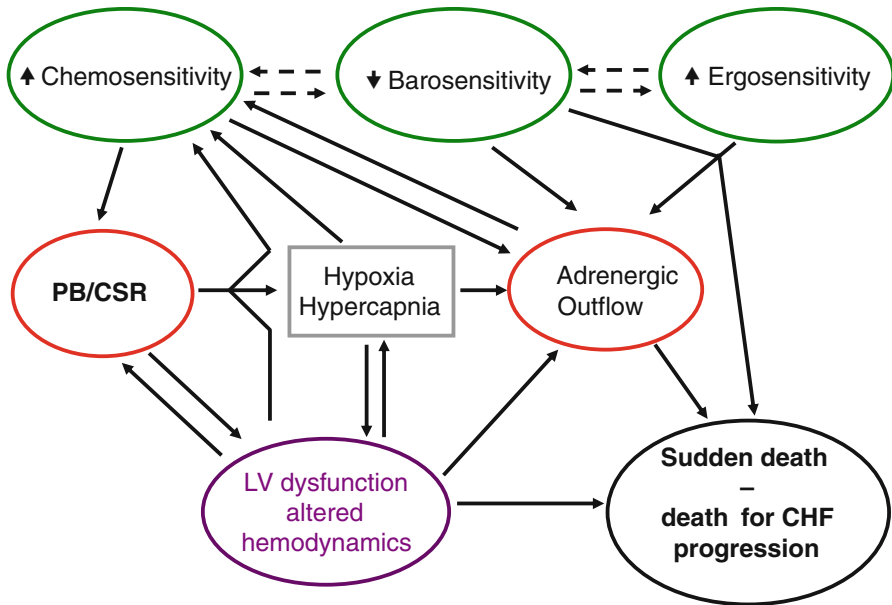 ↑ Chemosensitivity
↓ Barosensitivity
↑ Ergosensitivity
PB/CSR
Hypoxia
Hypercapnia
Adrenergic
Outflow
LV dysfunction
altered
hemodynamics
Sudden death
–
death for CHF
progression